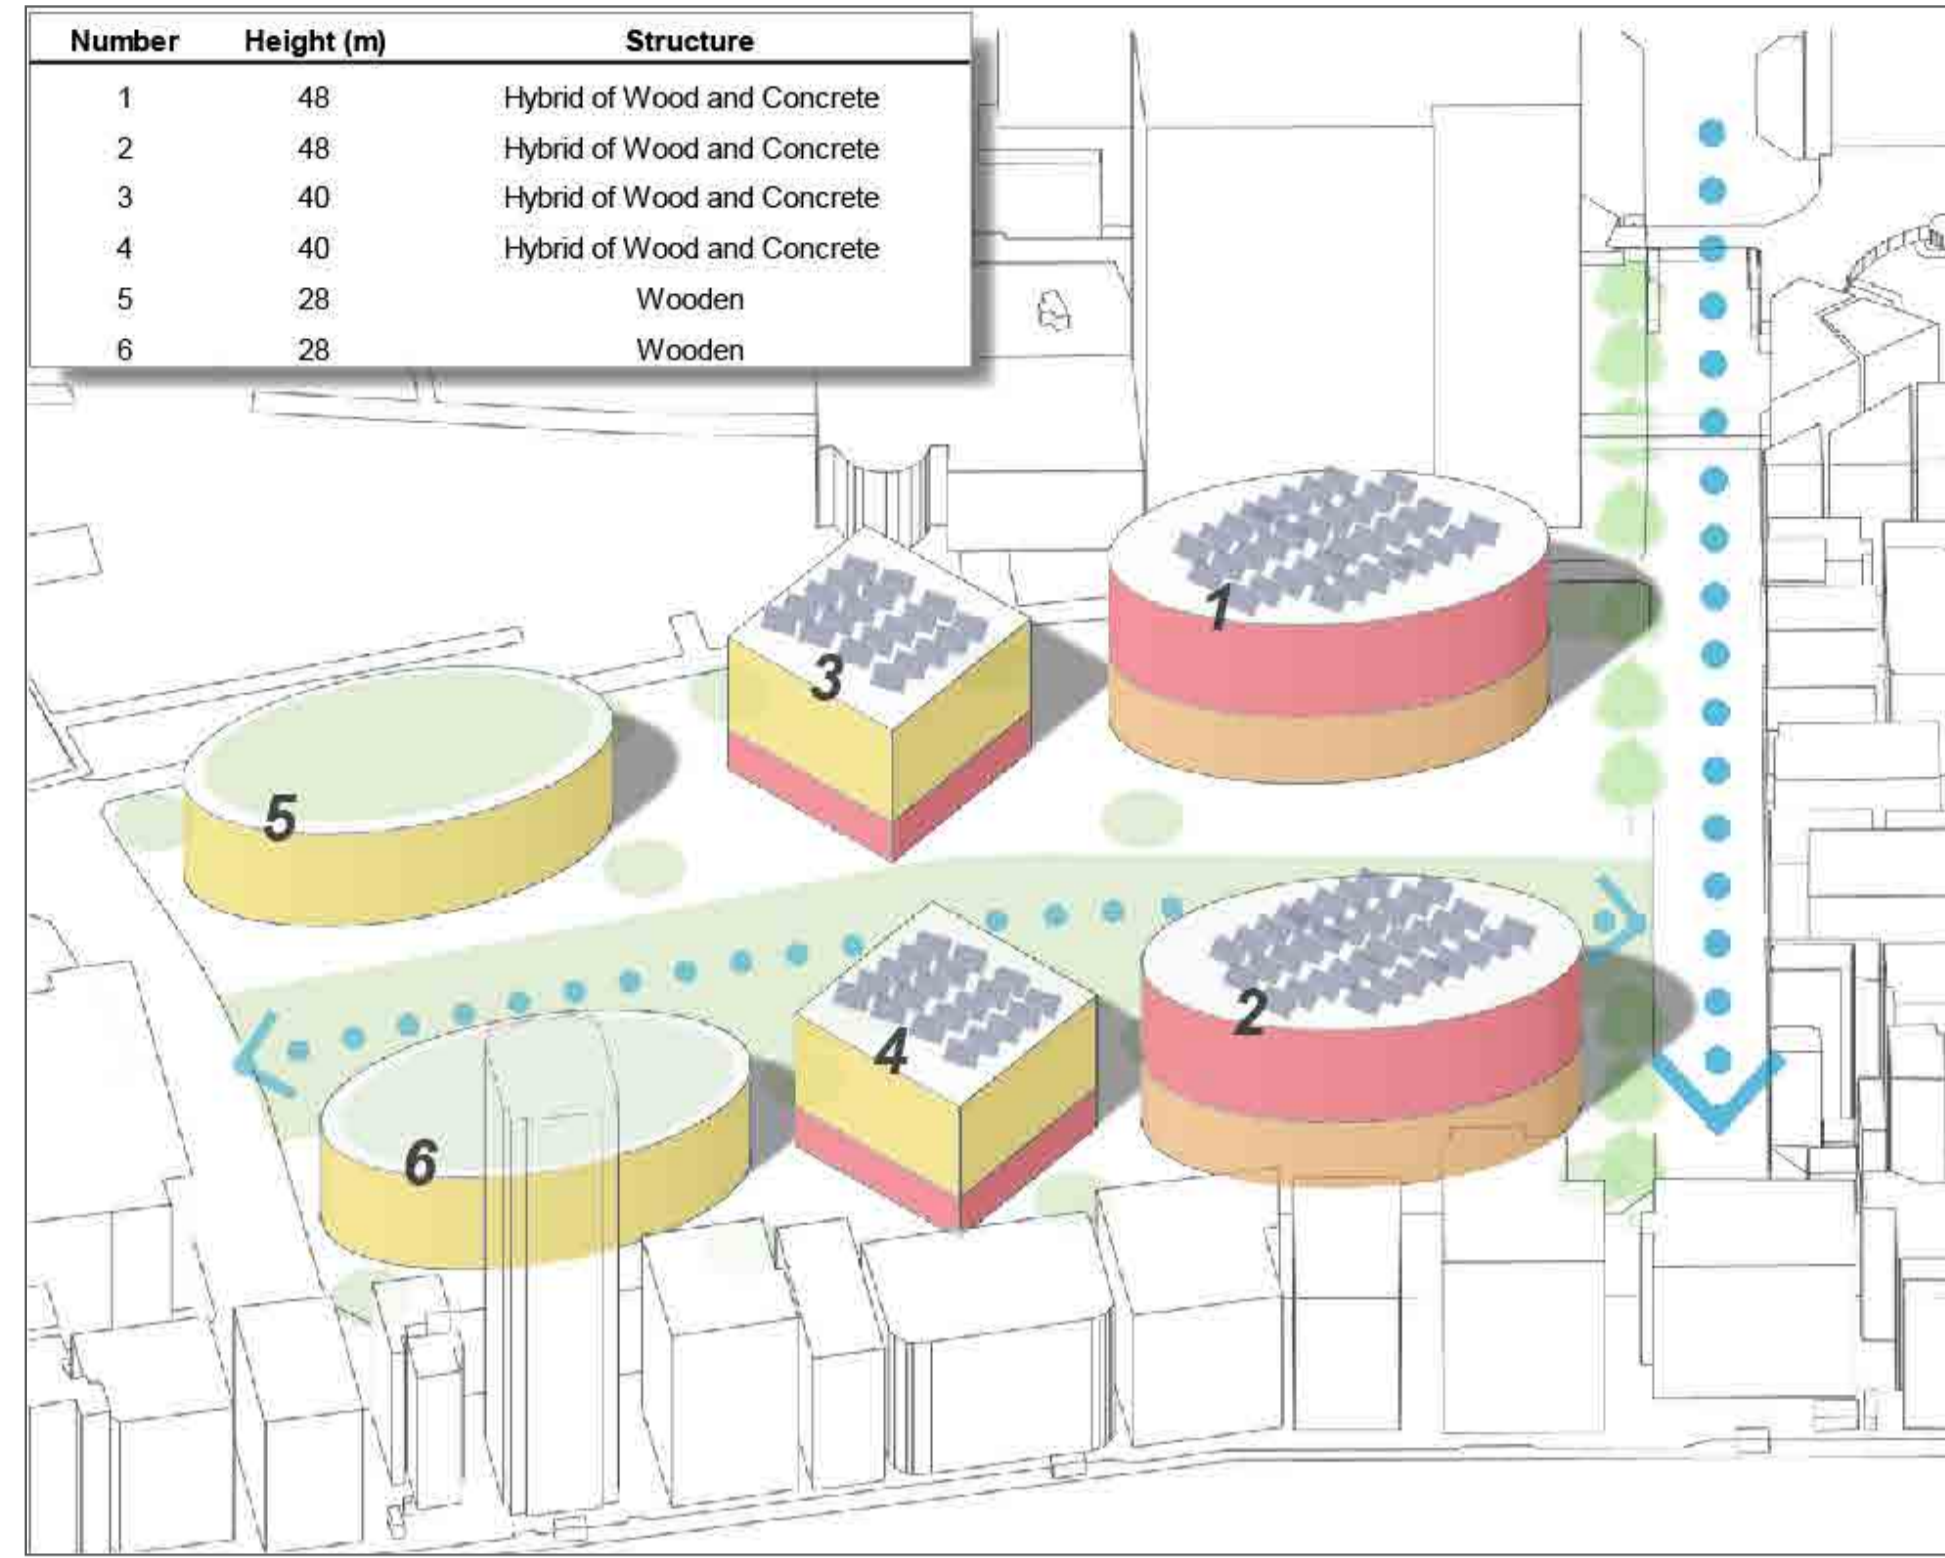 Number Height (m) Structure
1 48 Hybrid of Wood and Concrete
2 48 Hybrid of Wood and Concrete
3 40 Hybrid of Wood and Concrete
4 40 Hybrid of Wood and Concrete
5 28 Wooden
6 28 Wooden
1
3
5
2
4
6